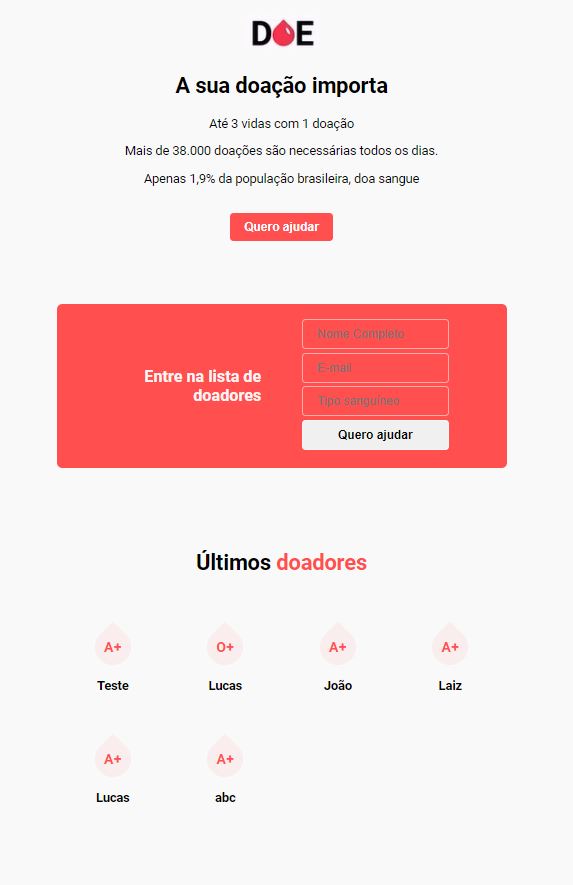 DOE
A sua doação importa
Até 3 vidas com 1 doação
Mais de 38.000 doações são necessárias todos os dias.
Apenas 1,9% da população brasileira, doa sangue
Quero ajudar
Entre na lista de
doadores
Nome Completo
E-mail
Tipo sanguíneo
Quero ajudar
Últimos doadores
A+ O+ A+ A+
Teste Lucas João Laiz
A+ A+
Lucas abc